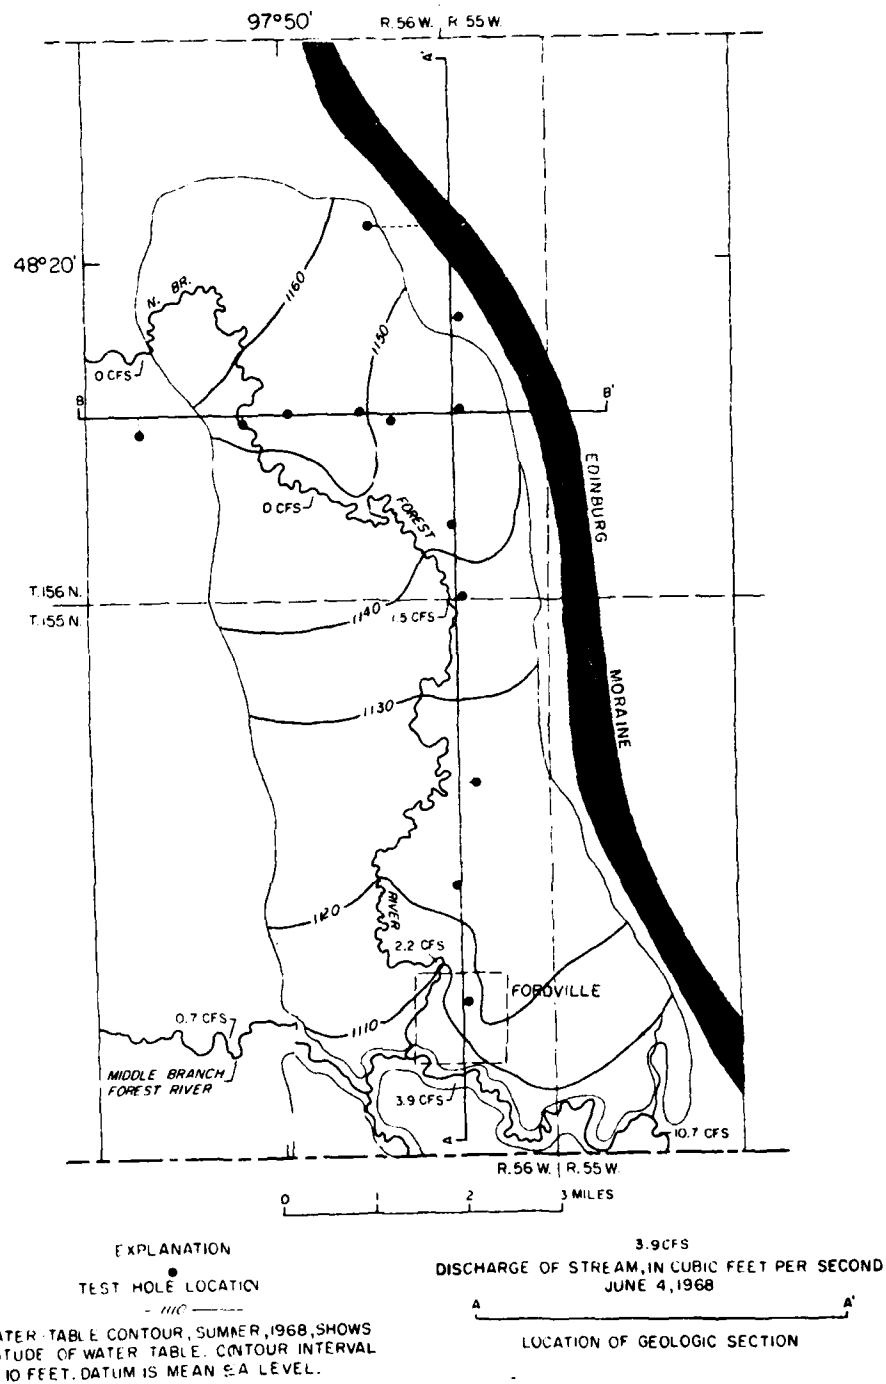 97°50'
R. 56 W. R. 55 W.
A'
48°20'
N. BR.
1160
1150
0 CFS
B
B'
EDINBURG
0 CFS
FOREST
T. 156 N.
T. 155 N.
1140
1.5 CFS
1130
MORAINE
1120
RIVER
2.2 CFS
FORDVILLE
0.7 CFS
1110
MIDDLE BRANCH
FOREST RIVER
3.9 CFS
10.7 CFS
A
R. 56 W. R. 55 W.
0 1 2 3 MILES
EXPLANATION
TEST HOLE LOCATION
1110
ATER-TABLE CONTOUR, SUMMER, 1968, SHOWS
TUDE OF WATER TABLE. CONTOUR INTERVAL
10 FEET. DATUM IS MEAN SEA LEVEL.
3.9 CFS
DISCHARGE OF STREAM, IN CUBIC FEET PER SECOND
JUNE 4, 1968
A A'
LOCATION OF GEOLOGIC SECTION